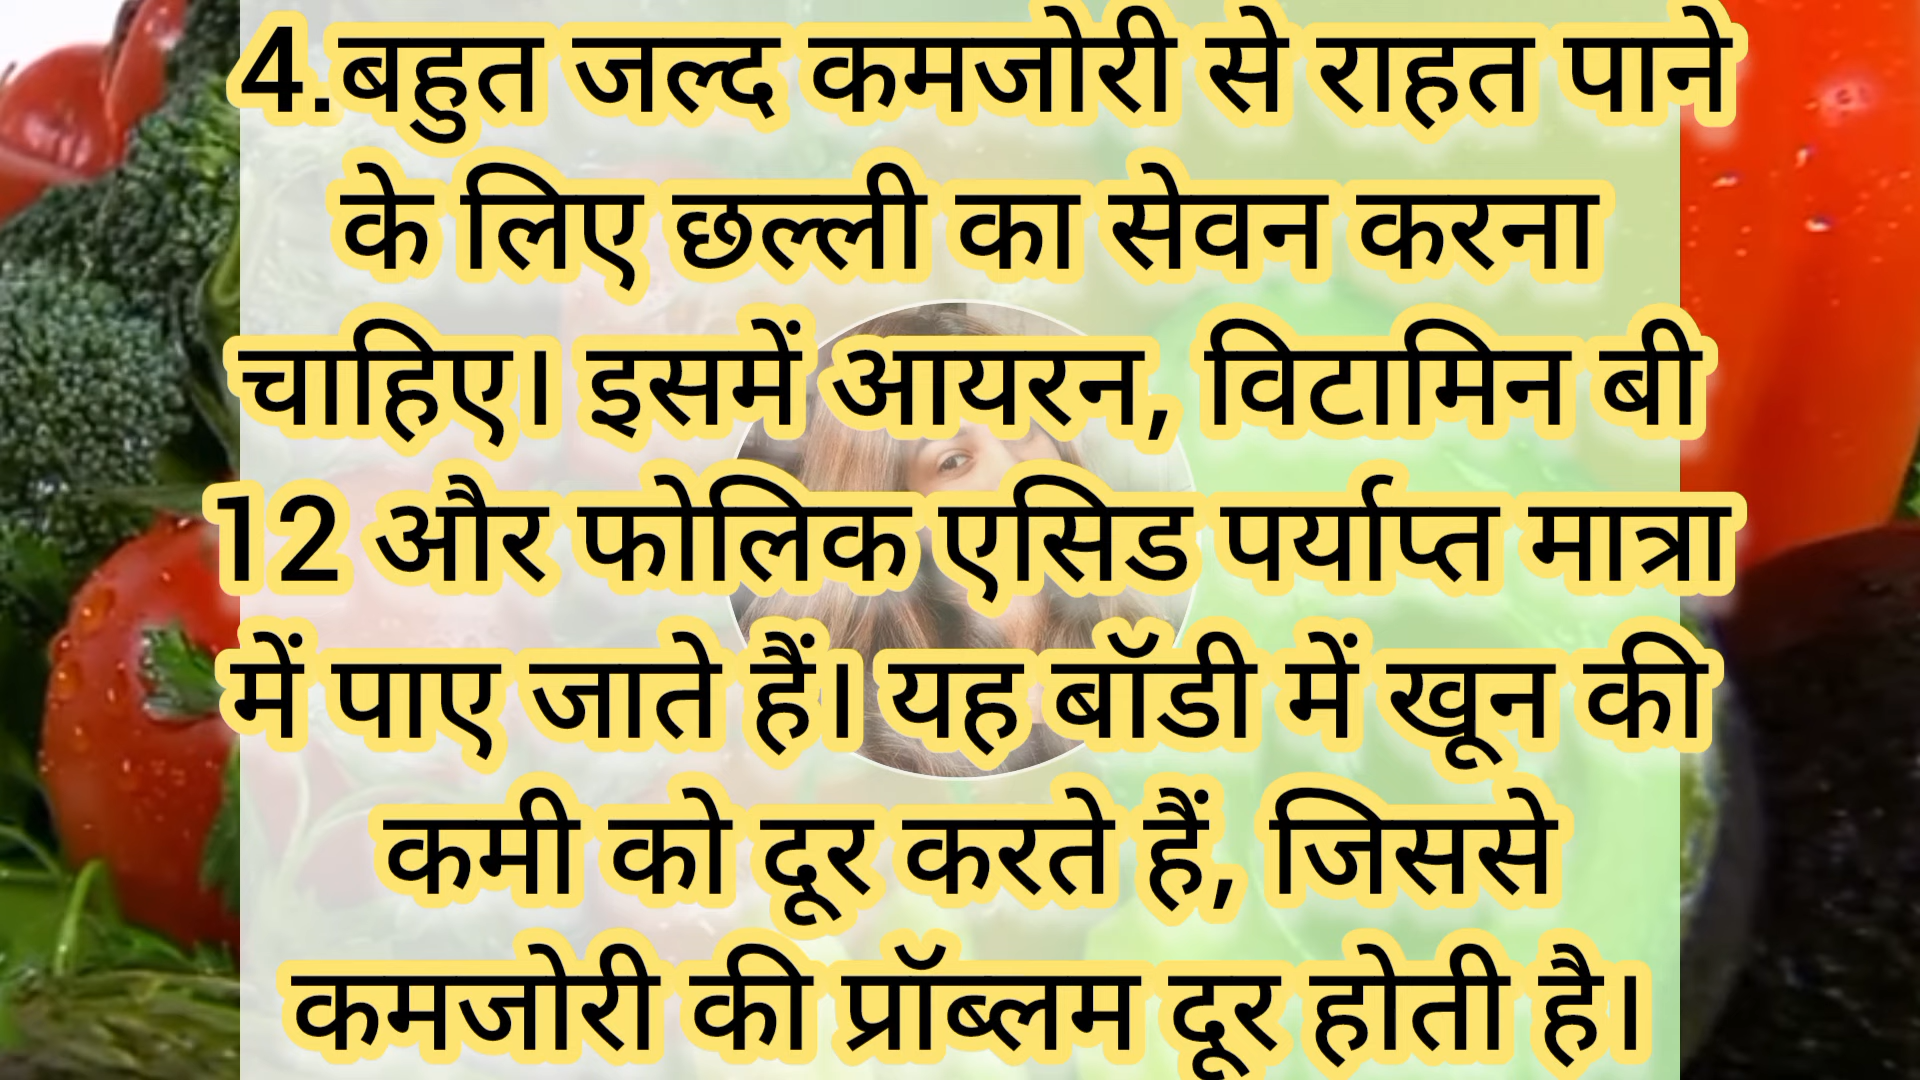 4.बहुत जल्द कमजोरी से राहत पाने
के लिए छल्ली का सेवन करना
चाहिए। इसमें आयरन, विटामिन बी
12 और फोलिक एसिड पर्याप्त मात्रा
में पाए जाते हैं। यह बॉडी में खून की
कमी को दूर करते हैं, जिससे
कमजोरी की प्रॉब्लम दूर होती है।